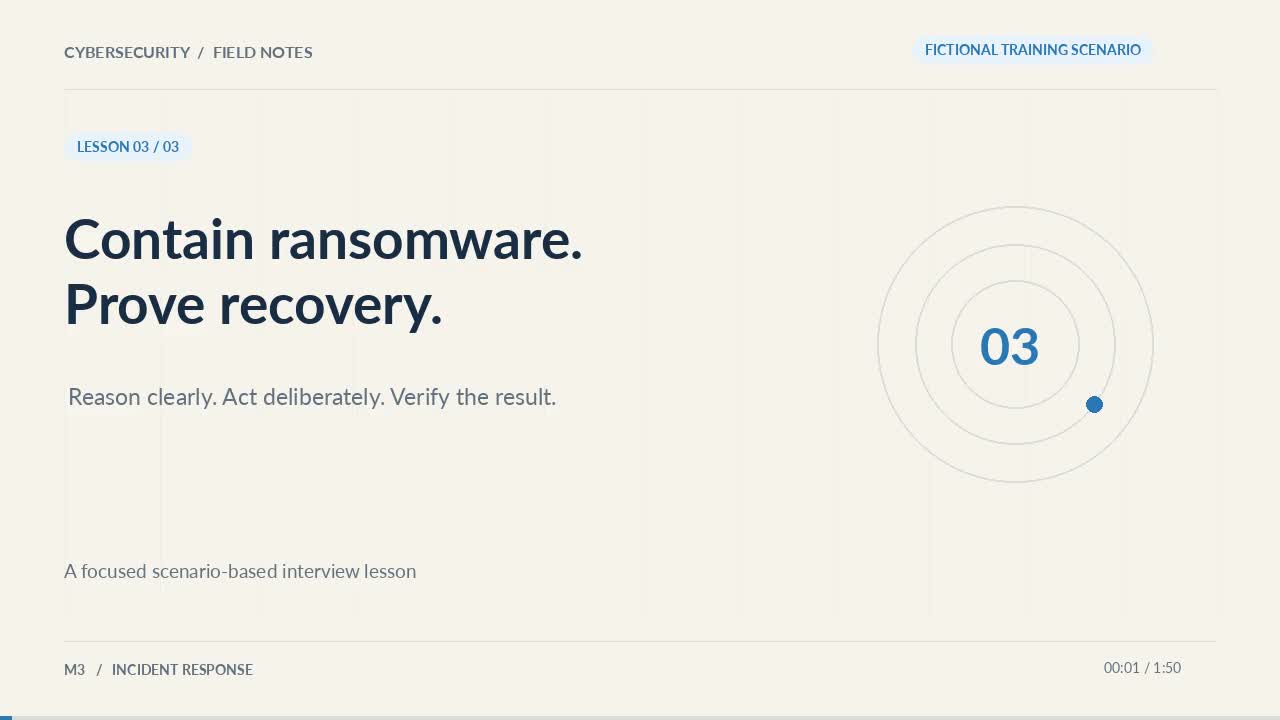 CYBERSECURITY / FIELD NOTES
FICTIONAL TRAINING SCENARIO
LESSON 03 / 03
Contain ransomware.
Prove recovery.
Reason clearly. Act deliberately. Verify the result.
03
A focused scenario-based interview lesson
M3 / INCIDENT RESPONSE
00:01 / 1:50